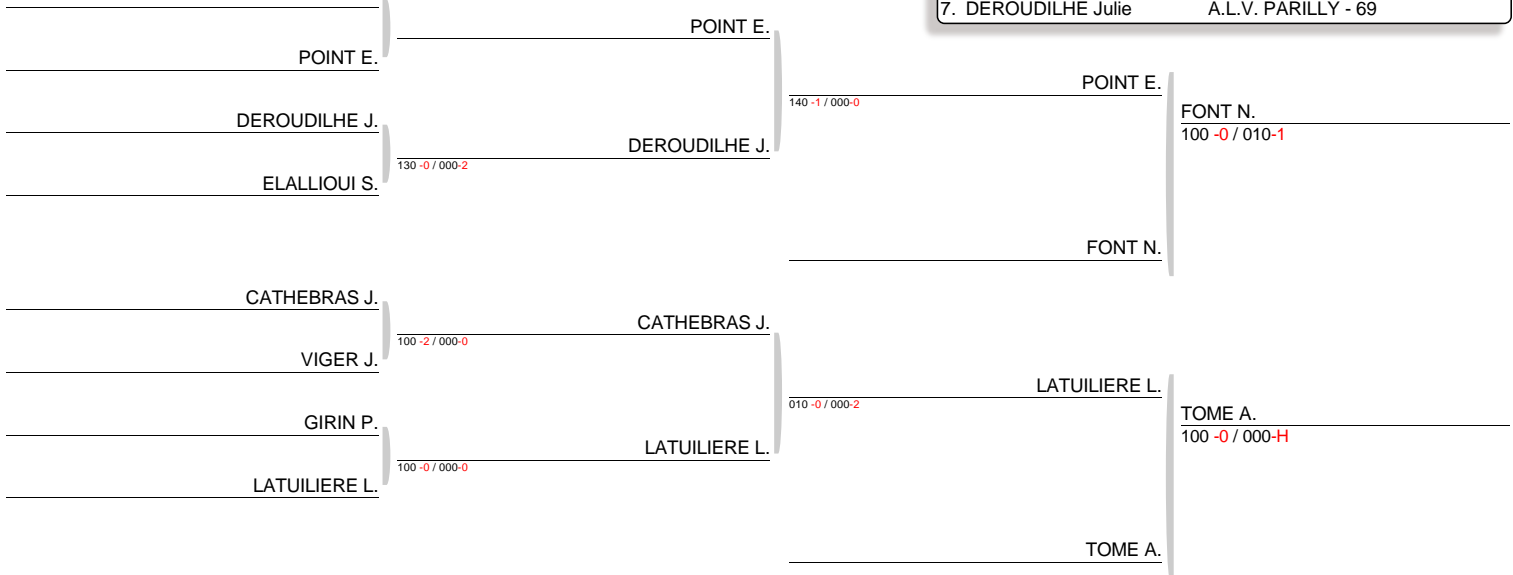 7. DEROUDILHE Julie A.L.V. PARILLY - 69
POINT E.
POINT E.
POINT E.
140 -1 / 000-0
FONT N.
100 -0 / 010-1
DEROUDILHE J.
DEROUDILHE J.
130 -0 / 000-2
ELALLIOUI S.
FONT N.
CATHEBRAS J.
CATHEBRAS J.
100 -2 / 000-0
VIGER J.
LATUILIERE L.
010 -0 / 000-2
TOME A.
100 -0 / 000-H
GIRIN P.
LATUILIERE L.
100 -0 / 000-0
LATUILIERE L.
TOME A.